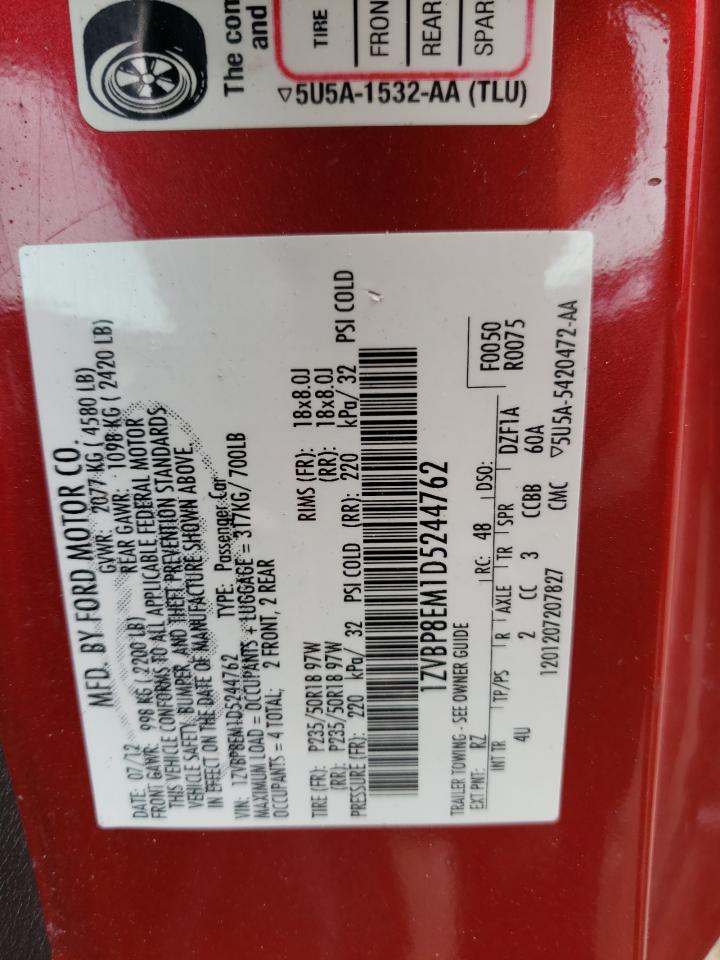 The com
and
TIRE
FRON
REAR
SPAR
▽5U5A-1532-AA (TLU)
MFD. BY FORD MOTOR CO.
DATE: 07/12 GVWR: 2077 KG ( 4580 LB)
FRONT GAWR: 998 KG ( 2200 LB) REAR GAWR: 1098 KG ( 2420 LB)
THIS VEHICLE CONFORMS TO ALL APPLICABLE FEDERAL MOTOR
VEHICLE SAFETY, BUMPER, AND THEFT PREVENTION STANDARDS
IN EFFECT ON THE DATE OF MANUFACTURE SHOWN ABOVE.
VIN: 1ZVBP8EM1D5244762 TYPE: Passenger Car
MAXIMUM LOAD = OCCUPANTS + LUGGAGE = 317KG/ 700LB
OCCUPANTS = 4 TOTAL; 2 FRONT, 2 REAR
TIRE (FR): P235/50R18 97W RIMS (FR): 18x8.0J
(RR): P235/50R18 97W (RR): 18x8.0J
PRESSURE (FR): 220 kPa/ 32 PSI COLD (RR): 220 kPa/ 32 PSI COLD
1ZVBP8EM1D5244762
TRAILER TOWING - SEE OWNER GUIDE
EXT PNT: RZ RC: 48 DSO: F0050
R0075
INT TR TP/PS R AXLE TR SPR DZF1A
4U 2 CC 3 CCBB 60A
1201207207827 CMC ▽5U5A-5420472-AA